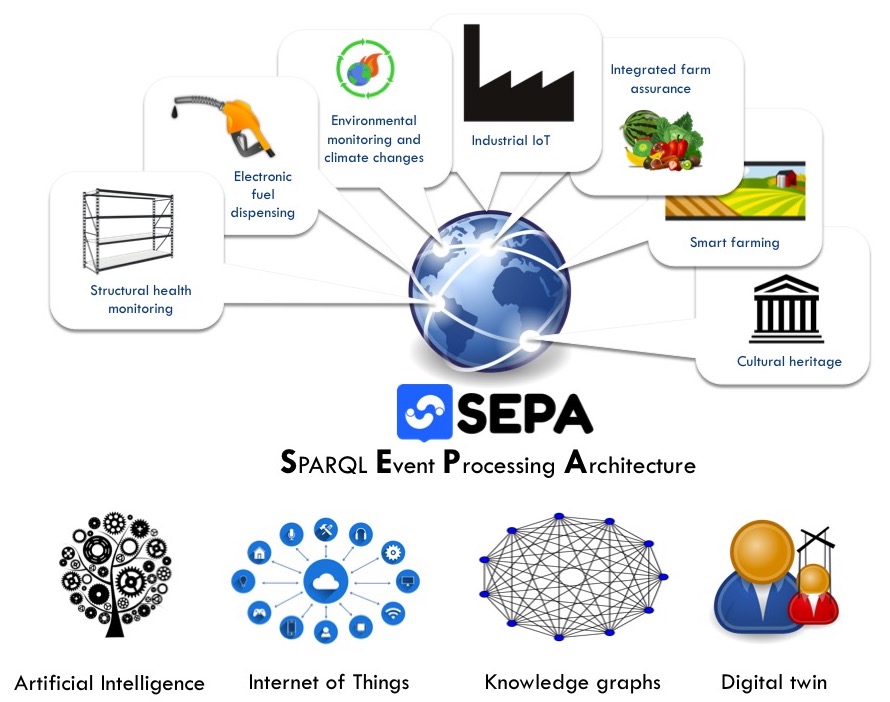 Integrated farm
assurance
Environmental
monitoring and
climate changes
Industrial IoT
Electronic
fuel
dispensing
Smart farming
Structural health
monitoring
Cultural heritage
SEPA
SPARQL Event Processing Architecture
Artificial Intelligence
Internet of Things
Knowledge graphs
Digital twin